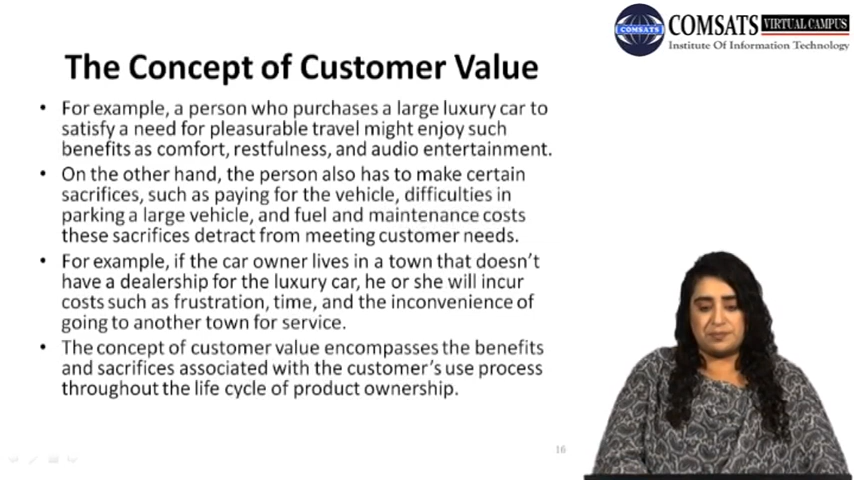 COMSATS
COMSATS VIRTUAL CAMPUS
Institute Of Information Technology
The Concept of Customer Value
• For example, a person who purchases a large luxury car to
satisfy a need for pleasurable travel might enjoy such
benefits as comfort, restfulness, and audio entertainment.
• On the other hand, the person also has to make certain
sacrifices, such as paying for the vehicle, difficulties in
parking a large vehicle, and fuel and maintenance costs
these sacrifices detract from meeting customer needs.
• For example, if the car owner lives in a town that doesn't
have a dealership for the luxury car, he or she will incur
costs such as frustration, time, and the inconvenience of
going to another town for service.
• The concept of customer value encompasses the benefits
and sacrifices associated with the customer's use process
throughout the life cycle of product ownership.
16